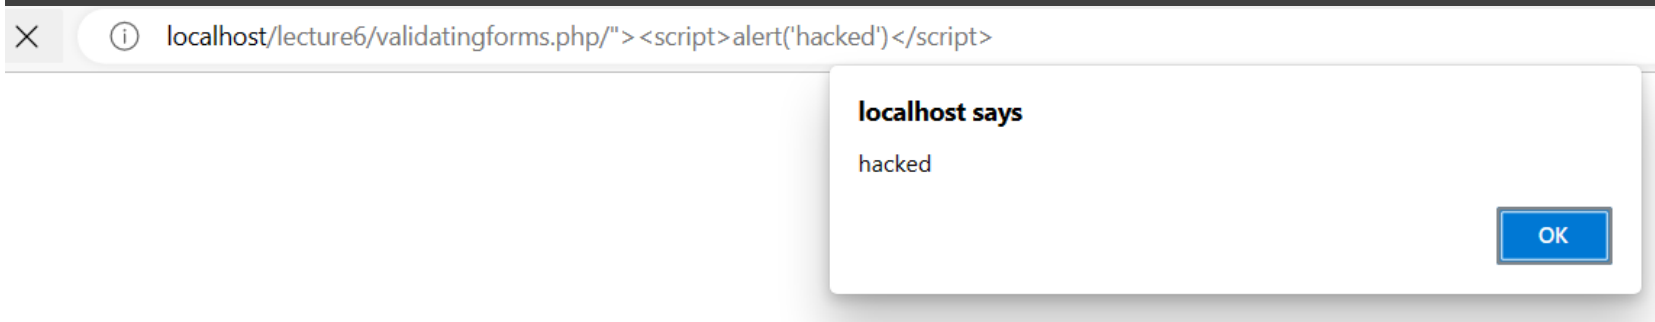 localhost/lecture6/validatingforms.php/"><script>alert('hacked')</script>
localhost says
hacked
OK